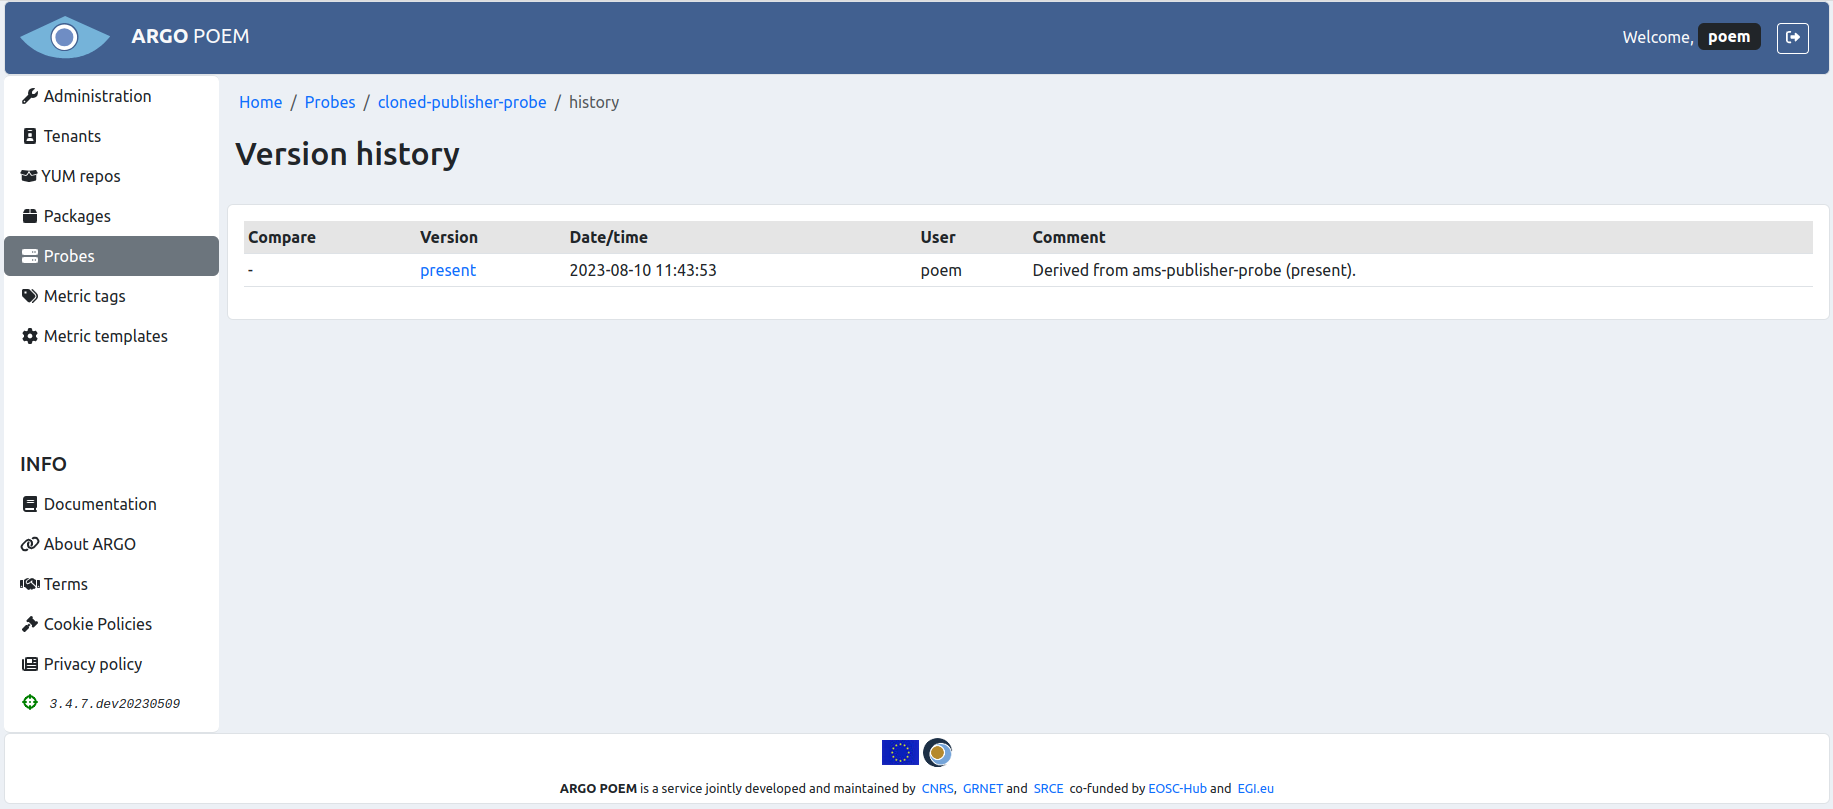 ARGO POEM
Welcome, poem
Administration
Tenants
YUM repos
Packages
Probes
Metric tags
Metric templates
INFO
Documentation
About ARGO
Terms
Cookie Policies
Privacy policy
3.4.7.dev20230509
Home / Probes / cloned-publisher-probe / history
Version history
Compare Version Date/time User Comment
- present 2023-08-10 11:43:53 poem Derived from ams-publisher-probe (present).
ARGO POEM is a service jointly developed and maintained by CNRS, GRNET and SRCE co-funded by EOSC-Hub and EGI.eu